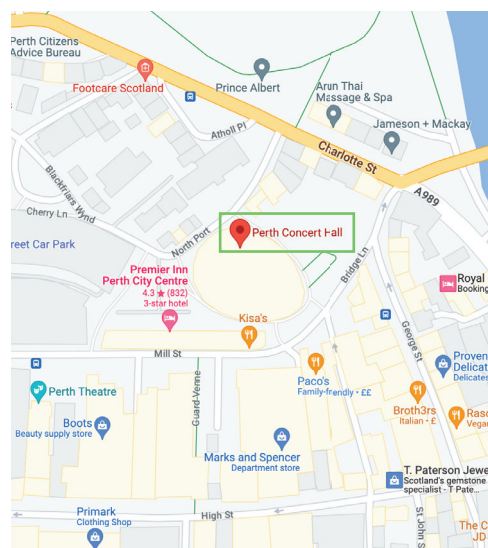 Perth Citizens
Advice Bureau
Footcare Scotland
Prince Albert
Arun Thai
Massage & Spa
Jameson + Mackay
Atholl Pl
Charlotte St
A989
Blackfriars Wynd
Cherry Ln
North Port
Perth Concert Hall
reet Car Park
Bridge Ln
Premier Inn
Perth City Centre
4.3 ★ (832)
3-star hotel
Royal
Booking
Kisa's
George St
Mill St
Guard Vennel
Perth Theatre
Paco's
Family-friendly • ££
Proven
Delicat
Delicates
Broth3rs
Italian • £
Raso
Vegan
Boots
Beauty supply store
Marks and Spencer
Department store
T. Paterson Jewe
Scotland's gemstone
specialist - T Pate...
Primark
Clothing Shop
High St
St John S
The C
JD